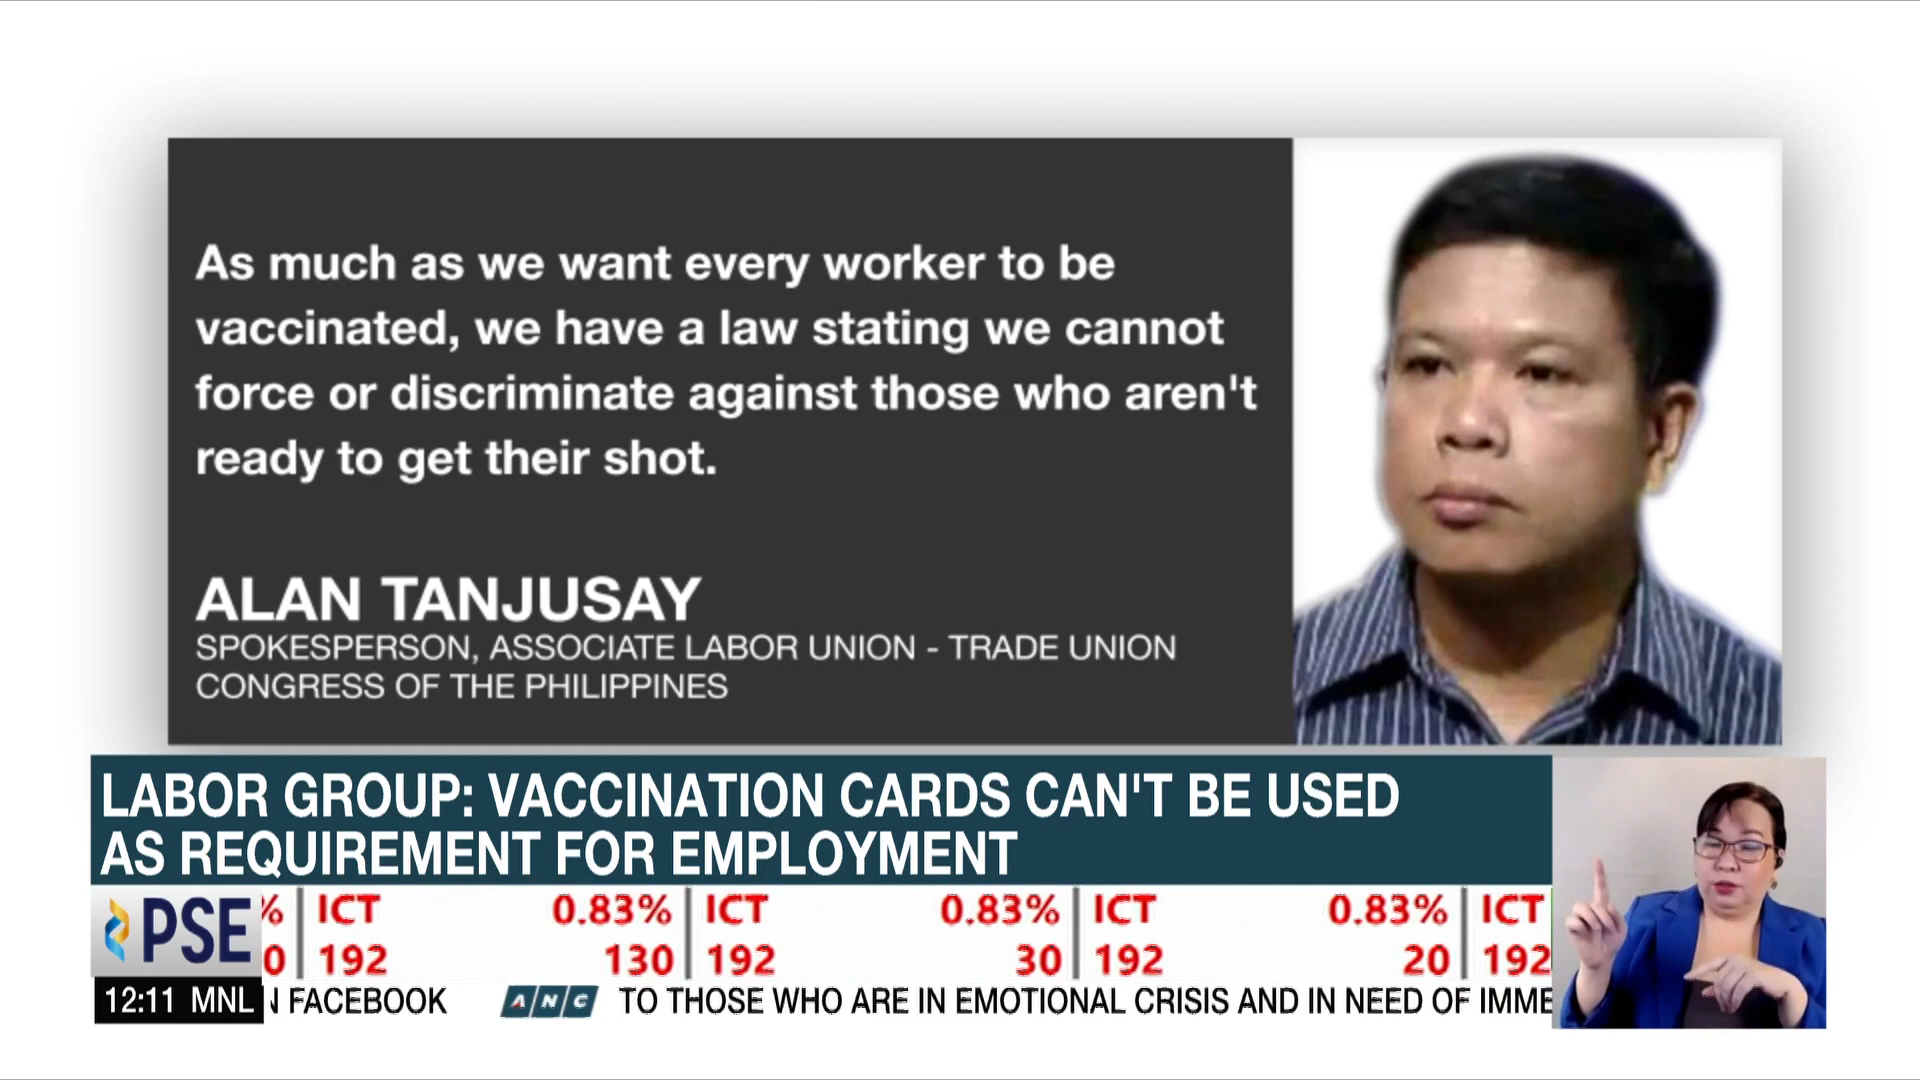 As much as we want every worker to be
vaccinated, we have a law stating we cannot
force or discriminate against those who aren't
ready to get their shot.
ALAN TANJUSAY
SPOKESPERSON, ASSOCIATE LABOR UNION - TRADE UNION
CONGRESS OF THE PHILIPPINES
LABOR GROUP: VACCINATION CARDS CAN'T BE USED
AS REQUIREMENT FOR EMPLOYMENT
PSE % ICT 0.83% ICT 0.83% ICT 0.83% ICT
0 192 130 192 30 192 20 192
12:11 MNL N FACEBOOK ANC TO THOSE WHO ARE IN EMOTIONAL CRISIS AND IN NEED OF IMME